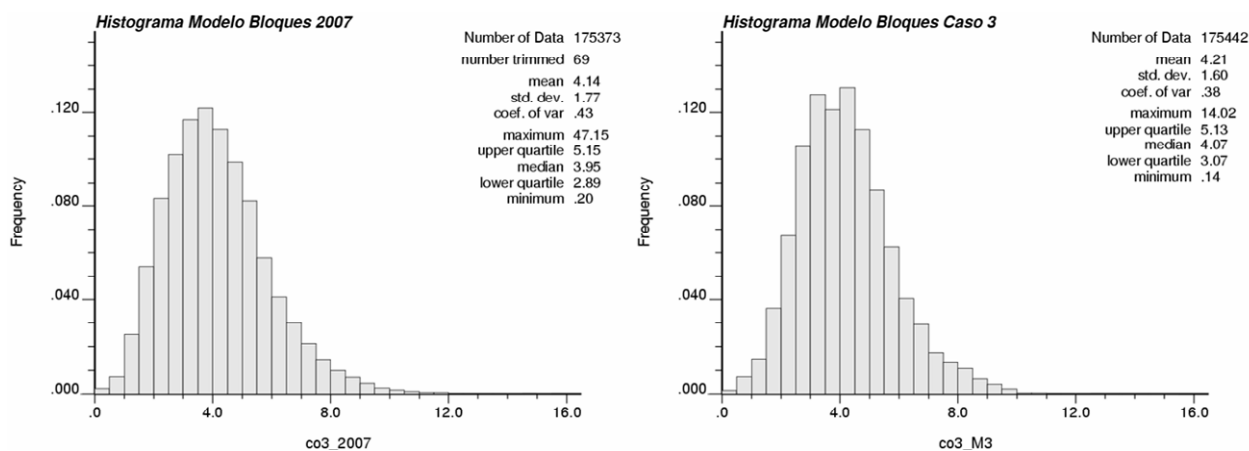 Histograma Modelo Bloques 2007
Number of Data 175373
number trimmed 69
mean 4.14
std. dev. 1.77
coef. of var .43
maximum 47.15
upper quartile 5.15
median 3.95
lower quartile 2.89
minimum .20
Frequency
.120
.080
.040
.000
.0 4.0 8.0 12.0 16.0
co3_2007
Histograma Modelo Bloques Caso 3
Number of Data 175442
mean 4.21
std. dev. 1.60
coef. of var .38
maximum 14.02
upper quartile 5.13
median 4.07
lower quartile 3.07
minimum .14
Frequency
.120
.080
.040
.000
.0 4.0 8.0 12.0 16.0
co3_M3